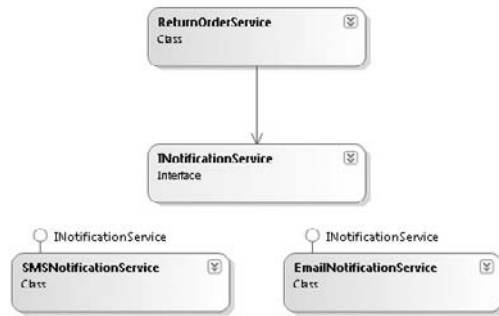 ReturnOrderService
Class
INotificationService
Interface
INotificationService
INotificationService
SMSNotificationService
Class
EmailNotificationService
Class